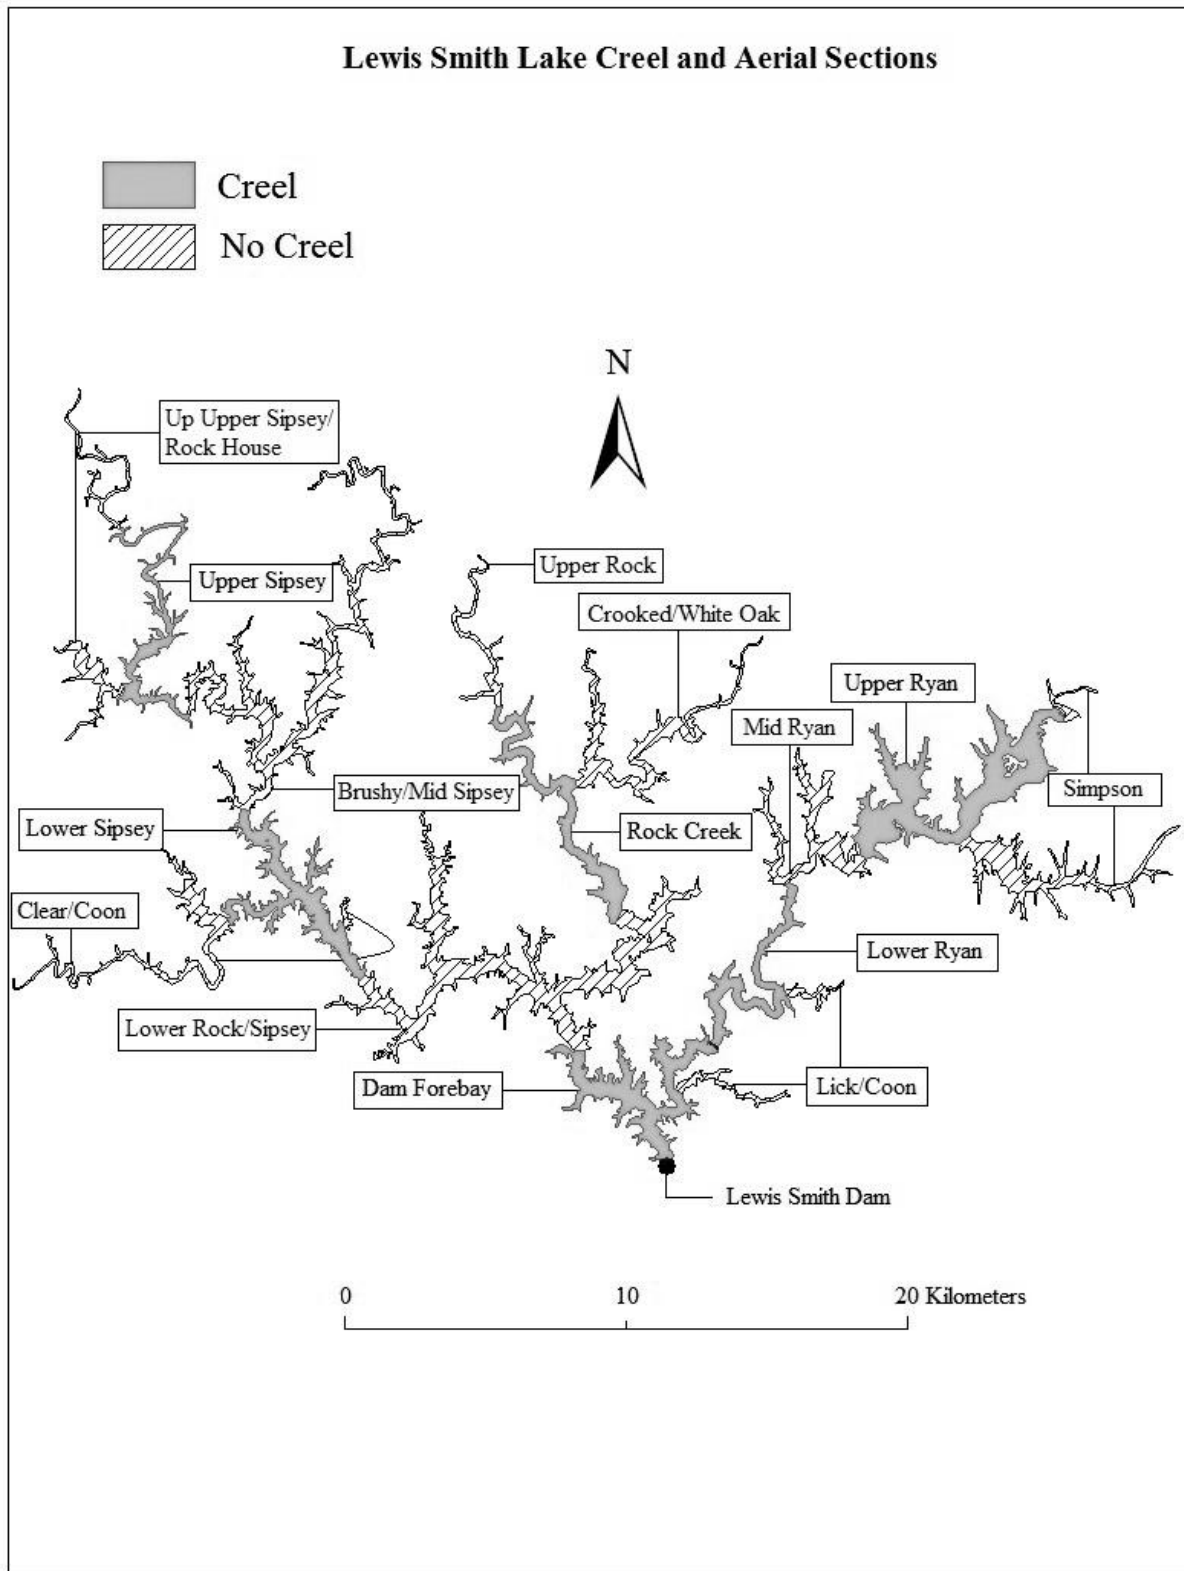 Lewis Smith Lake Creel and Aerial Sections
Creel
No Creel
N
Up Upper Sipsey/
Rock House
Upper Sipsey
Upper Rock
Crooked/White Oak
Upper Ryan
Mid Ryan
Simpson
Brushy/Mid Sipsey
Lower Sipsey
Rock Creek
Clear/Coon
Lower Ryan
Lower Rock/Sipsey
Dam Forebay
Lick/Coon
Lewis Smith Dam
0 10 20 Kilometers